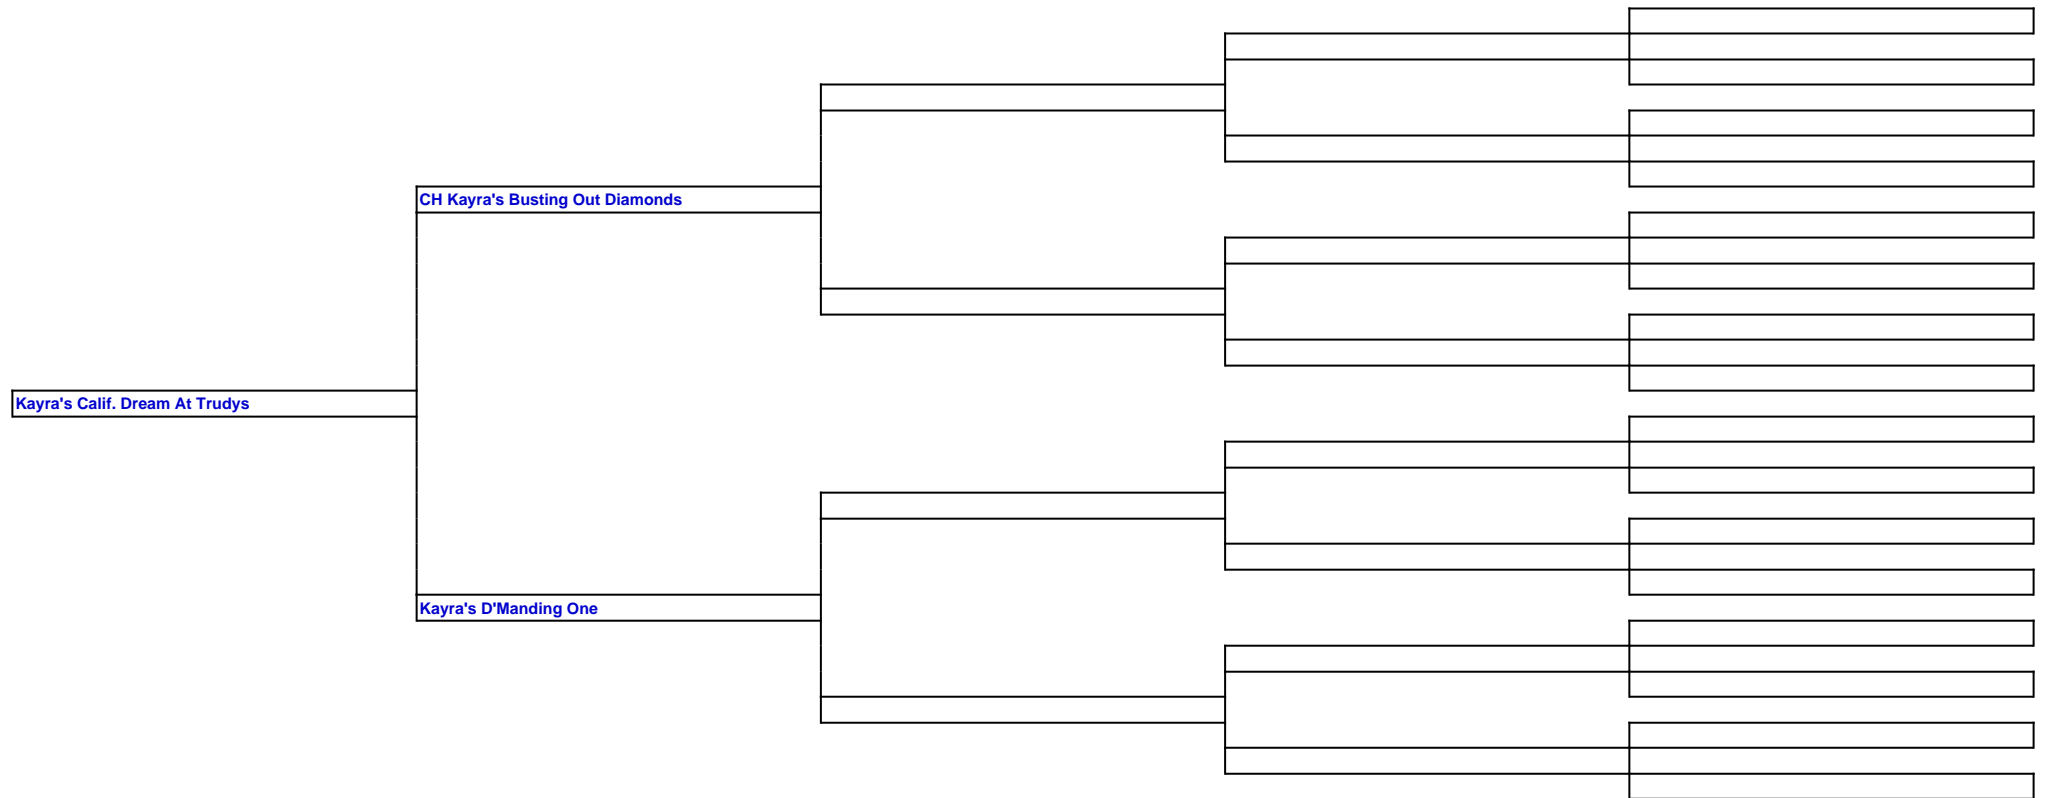 CH Kayra's Busting Out Diamonds
Kayra's Calif. Dream At Trudys
Kayra's D'Manding One